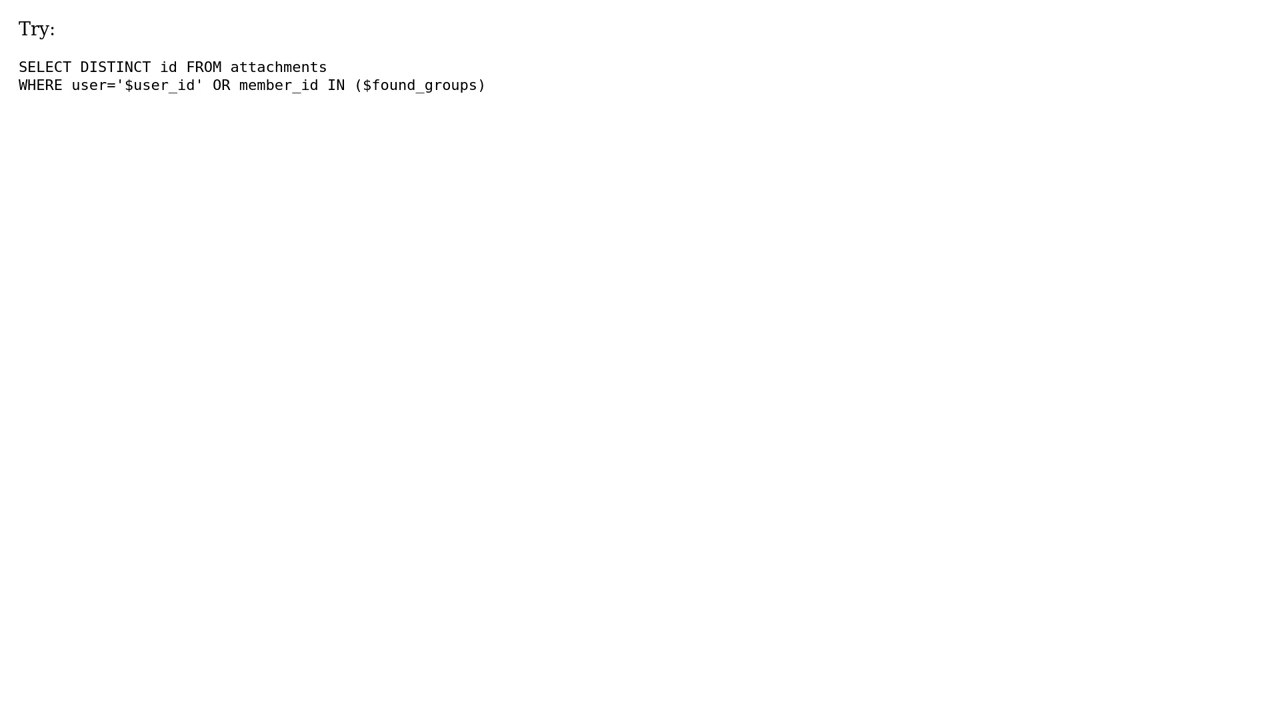 Try:
SELECT DISTINCT id FROM attachments
WHERE user='$user_id' OR member_id IN ($found_groups)